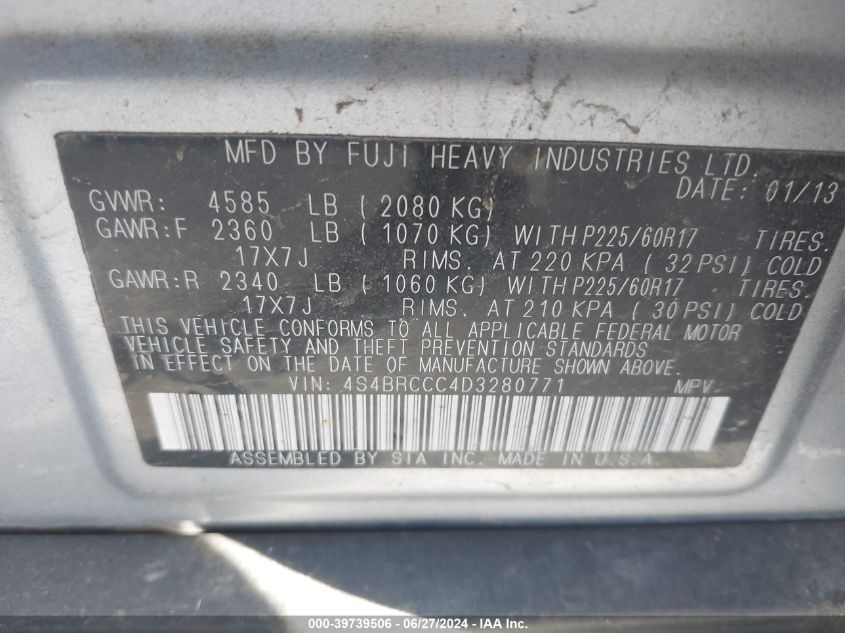 MFD BY FUJI HEAVY INDUSTRIES LTD.
DATE: 01/13
GVWR: 4585 LB ( 2080 KG)
GAWR:F 2360 LB ( 1070 KG) WITH P225/60R17 TIRES.
17X7J RIMS. AT 220 KPA ( 32 PSI) COLD
GAWR:R 2340 LB ( 1060 KG) WITH P225/60R17 TIRES.
17X7J RIMS. AT 210 KPA ( 30 PSI) COLD
THIS VEHICLE CONFORMS TO ALL APPLICABLE FEDERAL MOTOR
VEHICLE SAFETY AND THEFT PREVENTION STANDARDS
IN EFFECT ON THE DATE OF MANUFACTURE SHOWN ABOVE.
VIN: 4S4BRCCC4D3280771 MPV
ASSEMBLED BY SIA INC. MADE IN U.S.A.
000-39739506 - 06/27/2024 - IAA Inc.